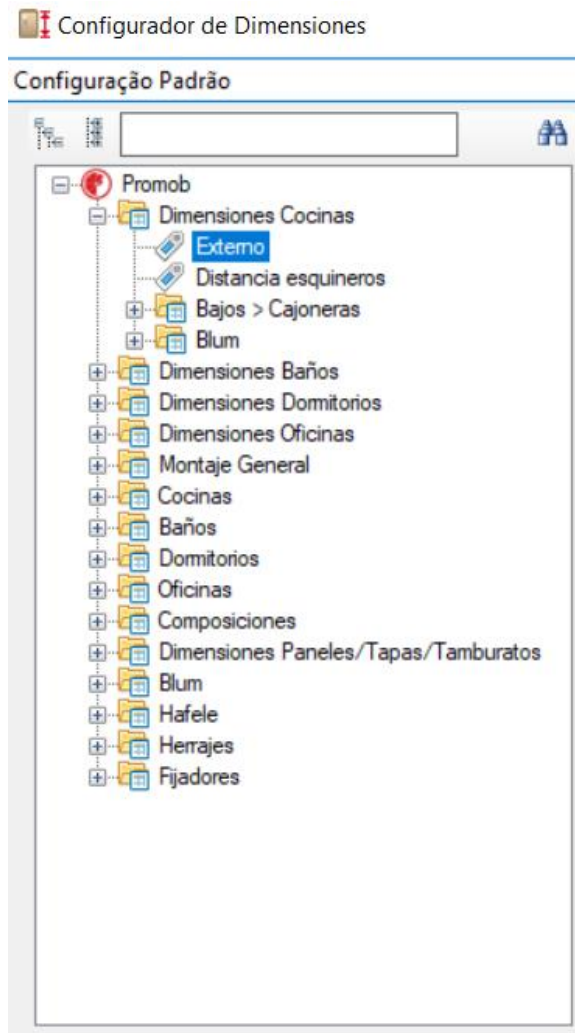 Configurador de Dimensiones
Configuração Padrão
Promob
Dimensiones Cocinas
Externo
Distancia esquineros
Bajos > Cajoneras
Blum
Dimensiones Baños
Dimensiones Dormitorios
Dimensiones Oficinas
Montaje General
Cocinas
Baños
Dormitorios
Oficinas
Composiciones
Dimensiones Paneles/Tapas/Tamburatos
Blum
Hafele
Herrajes
Fijadores